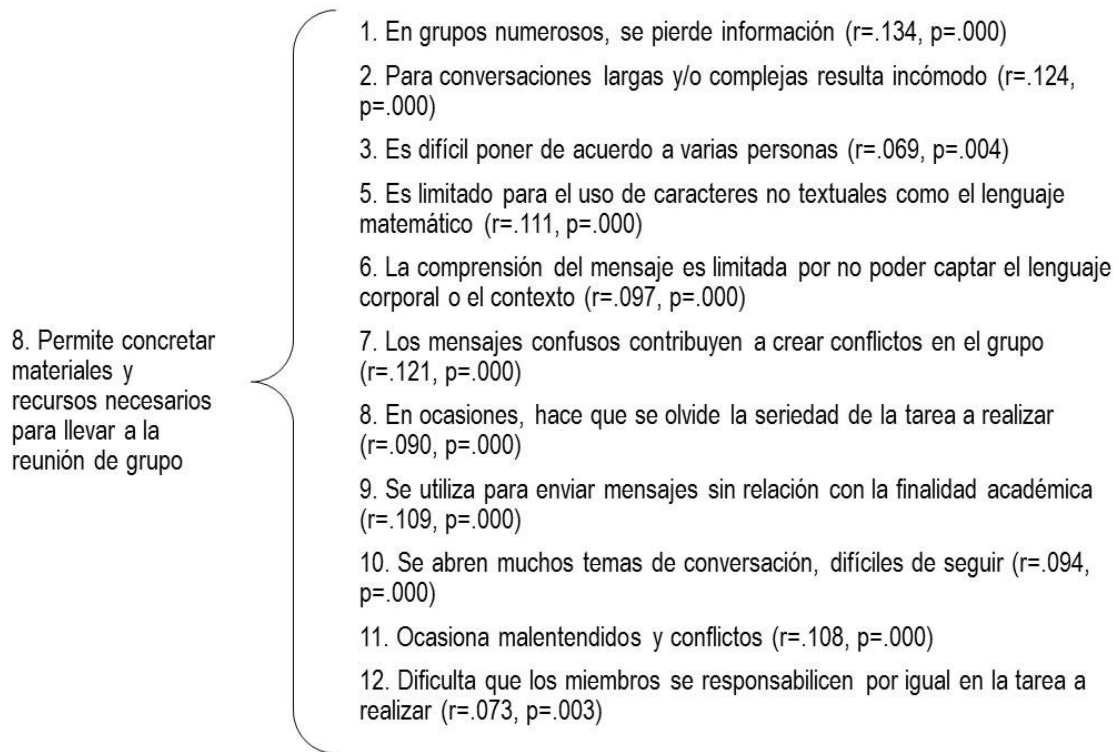 8. Permite concretar
materiales y
recursos necesarios
para llevar a la
reunión de grupo
1. En grupos numerosos, se pierde información (r=.134, p=.000)
2. Para conversaciones largas y/o complejas resulta incómodo (r=.124,
p=.000)
3. Es difícil poner de acuerdo a varias personas (r=.069, p=.004)
5. Es limitado para el uso de caracteres no textuales como el lenguaje
matemático (r=.111, p=.000)
6. La comprensión del mensaje es limitada por no poder captar el lenguaje
corporal o el contexto (r=.097, p=.000)
7. Los mensajes confusos contribuyen a crear conflictos en el grupo
(r=.121, p=.000)
8. En ocasiones, hace que se olvide la seriedad de la tarea a realizar
(r=.090, p=.000)
9. Se utiliza para enviar mensajes sin relación con la finalidad académica
(r=.109, p=.000)
10. Se abren muchos temas de conversación, difíciles de seguir (r=.094,
p=.000)
11. Ocasiona malentendidos y conflictos (r=.108, p=.000)
12. Dificulta que los miembros se responsabilicen por igual en la tarea a
realizar (r=.073, p=.003)